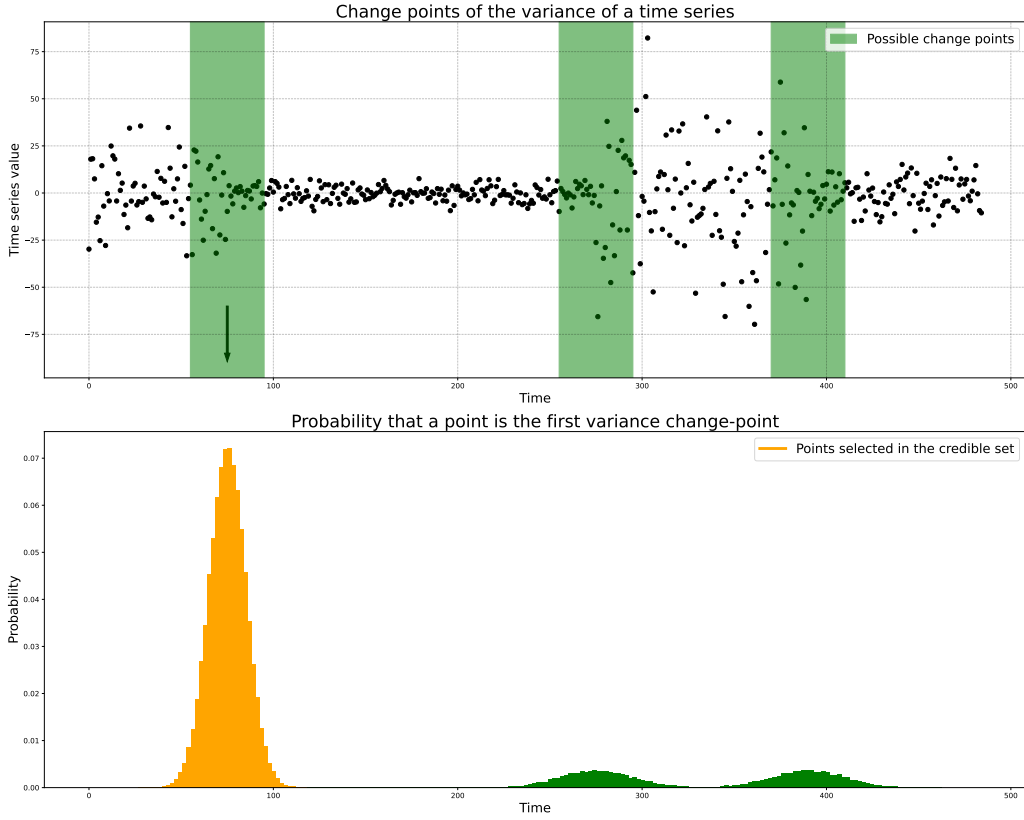 Change points of the variance of a time series
Possible change points
75
50
25
0
−25
−50
−75
Time series value
0 100 200 300 400 500
Time
Probability that a point is the first variance change-point
Points selected in the credible set
0.07
0.06
0.05
0.04
0.03
0.02
0.01
0.00
Probability
0 100 200 300 400 500
Time